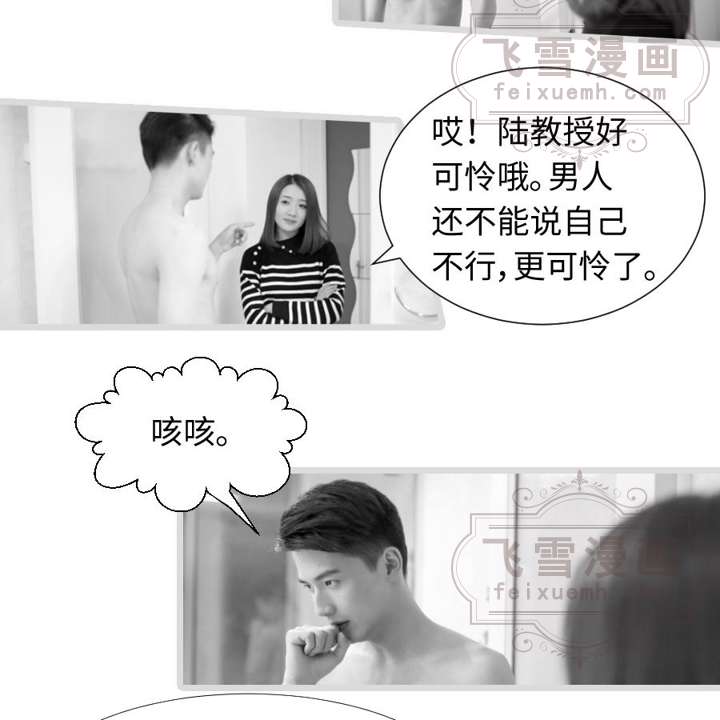 飞雪漫画
feixuemh.com
哎！陆教授好
可怜哦。男人
还不能说自己
不行，更可怜了。
咳咳。
飞雪漫画
feixuemh.com